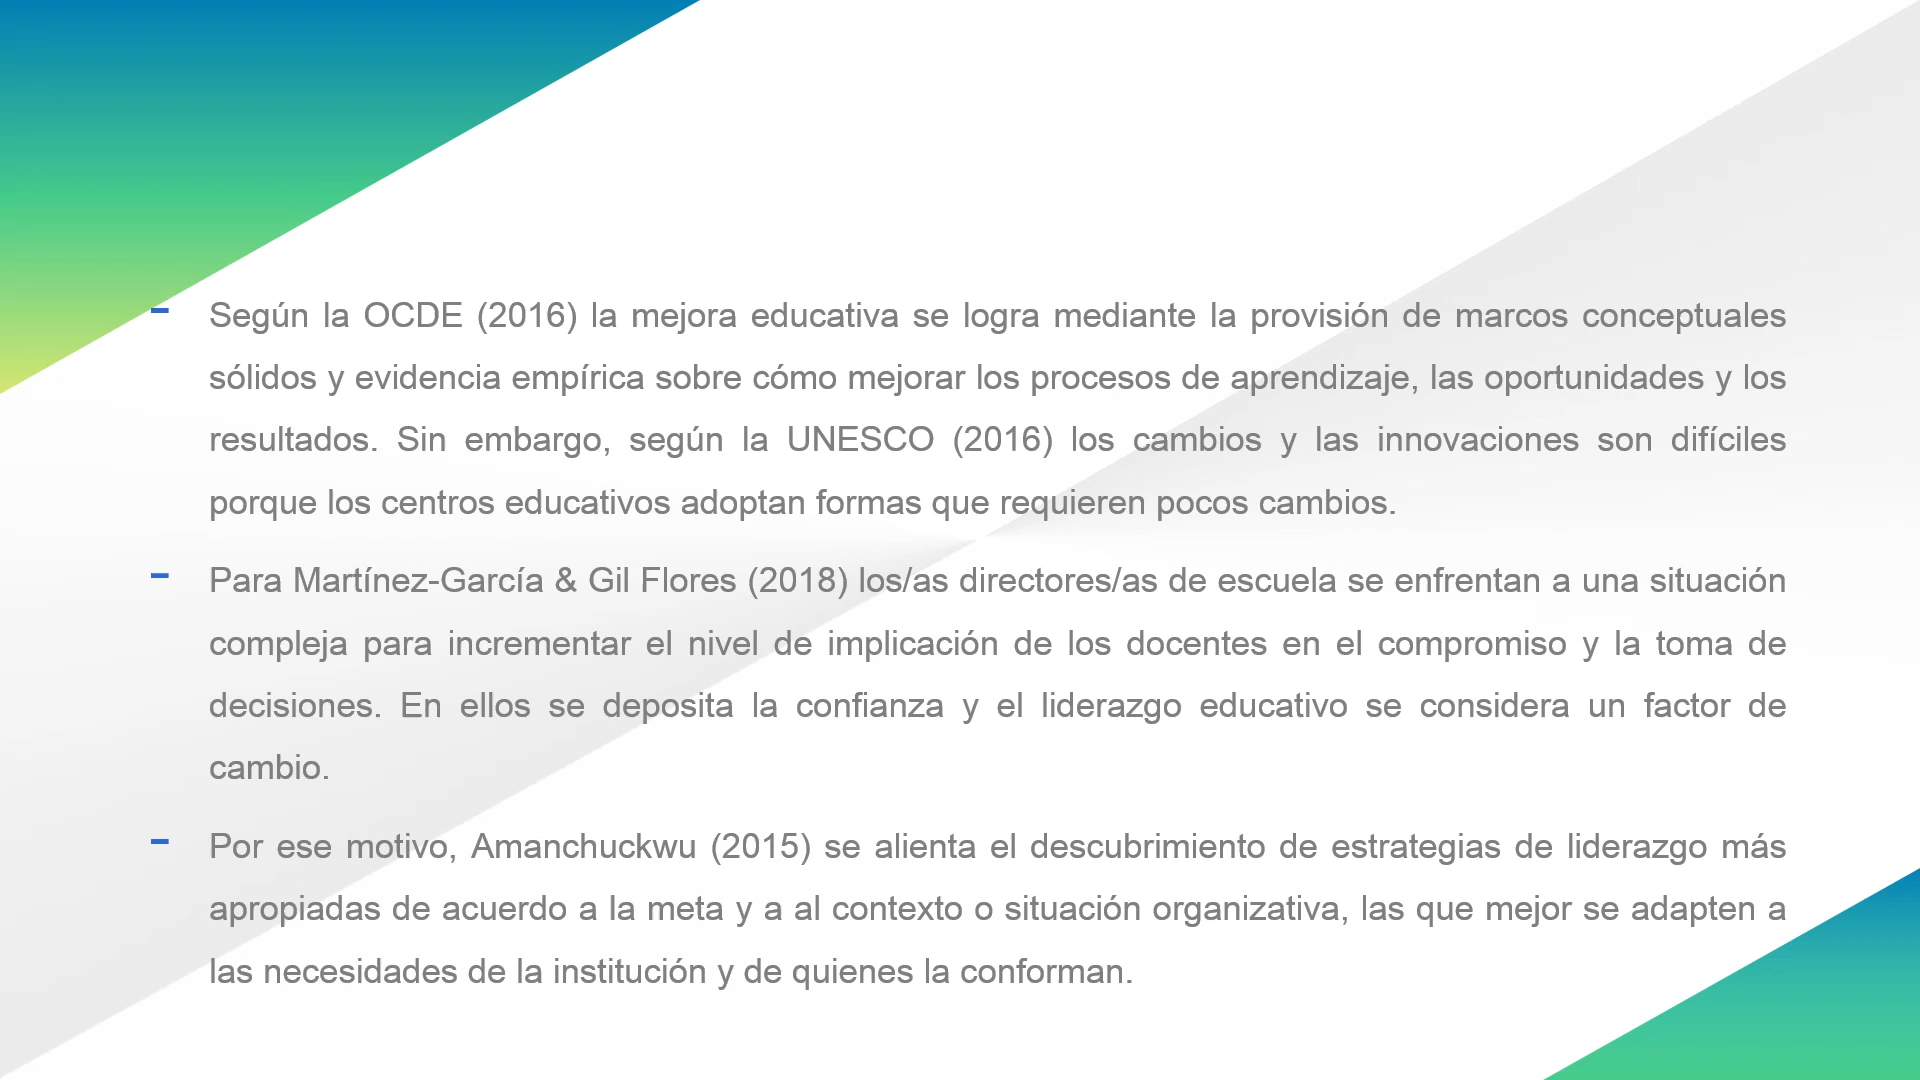 - Según la OCDE (2016) la mejora educativa se logra mediante la provisión de marcos conceptuales
sólidos y evidencia empírica sobre cómo mejorar los procesos de aprendizaje, las oportunidades y los
resultados. Sin embargo, según la UNESCO (2016) los cambios y las innovaciones son difíciles
porque los centros educativos adoptan formas que requieren pocos cambios.
- Para Martínez-García & Gil Flores (2018) los/as directores/as de escuela se enfrentan a una situación
compleja para incrementar el nivel de implicación de los docentes en el compromiso y la toma de
decisiones. En ellos se deposita la confianza y el liderazgo educativo se considera un factor de
cambio.
- Por ese motivo, Amanchuckwu (2015) se alienta el descubrimiento de estrategias de liderazgo más
apropiadas de acuerdo a la meta y a al contexto o situación organizativa, las que mejor se adapten a
las necesidades de la institución y de quienes la conforman.